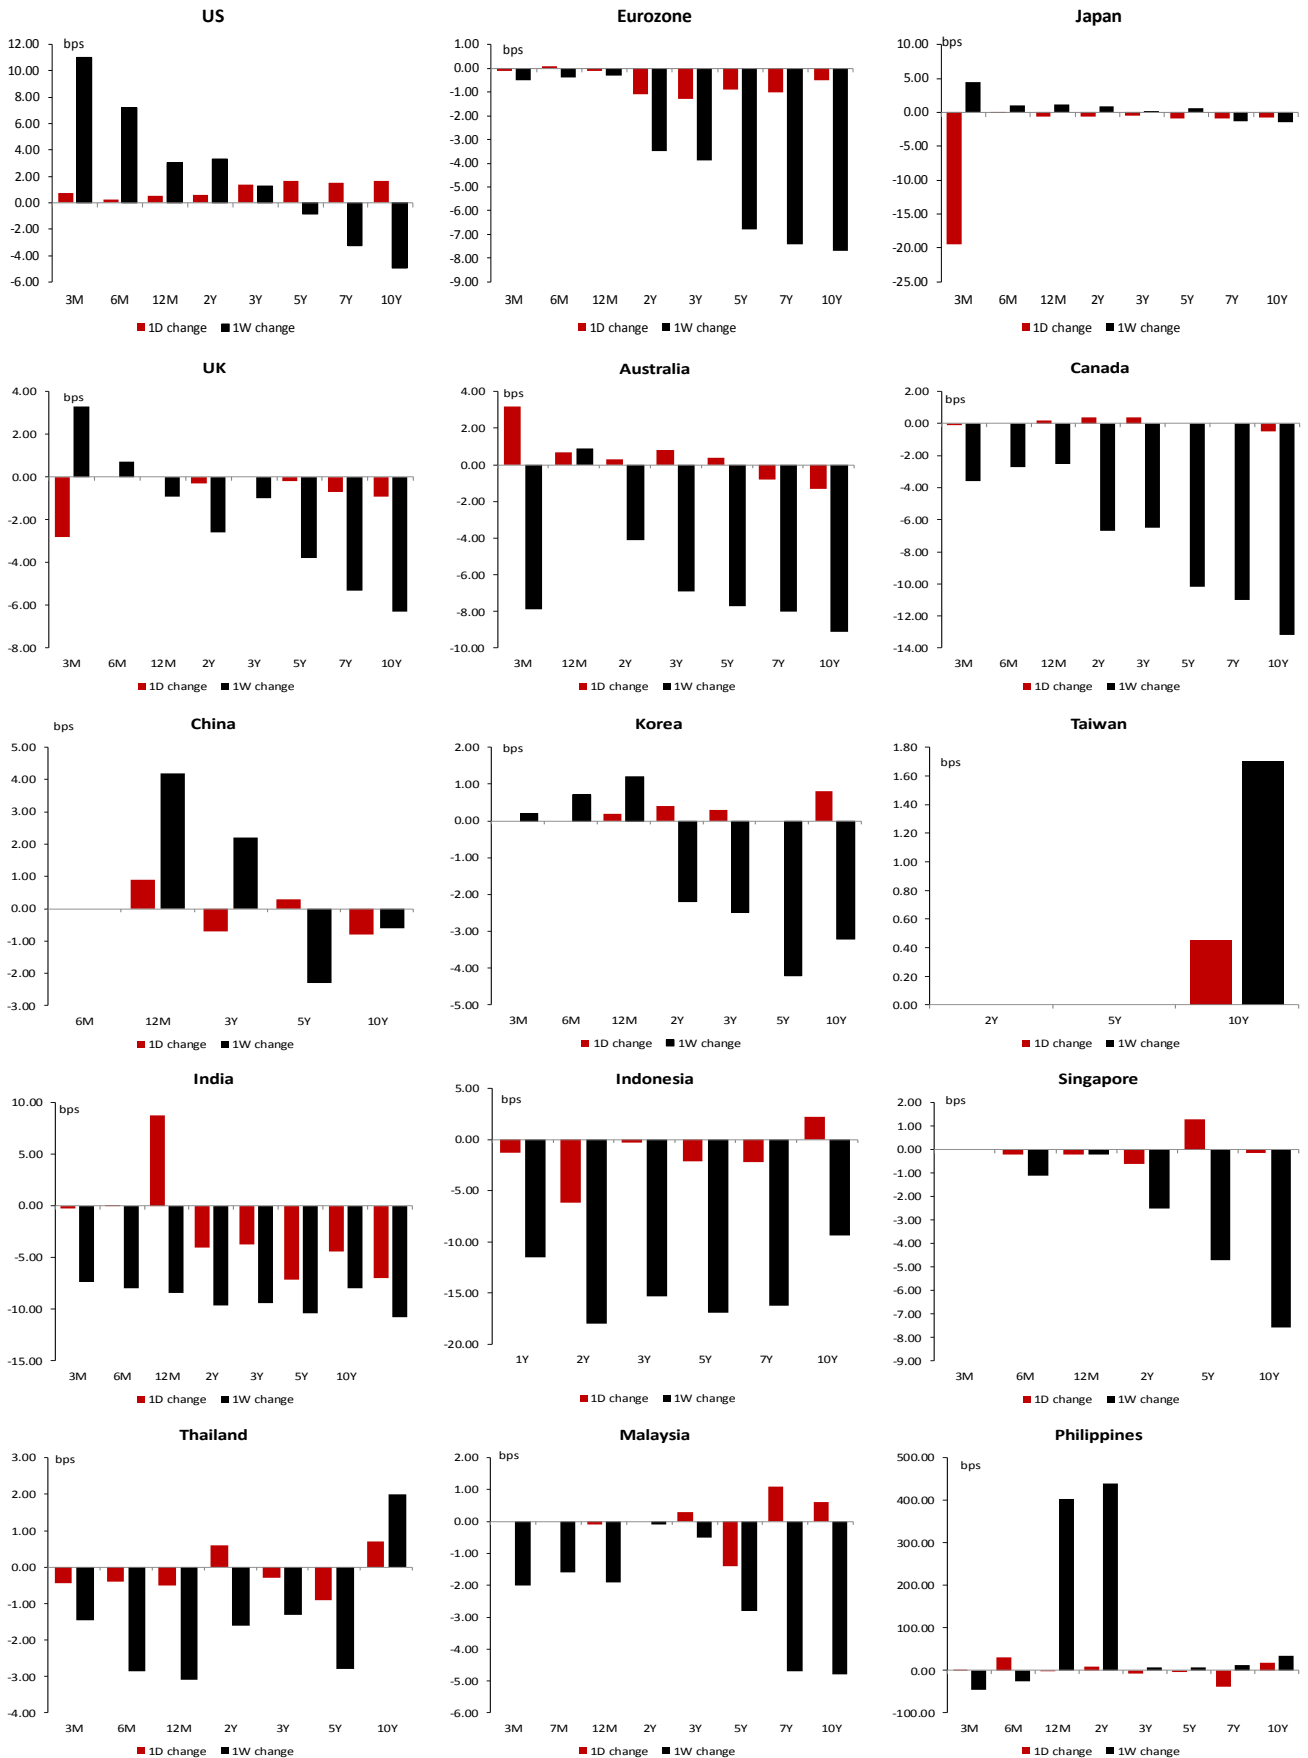 US
bps
12.00
10.00
8.00
6.00
4.00
2.00
0.00
-2.00
-4.00
-6.00
3M 6M 12M 2Y 3Y 5Y 7Y 10Y
1D change 1W change
Eurozone
bps
1.00
0.00
-1.00
-2.00
-3.00
-4.00
-5.00
-6.00
-7.00
-8.00
-9.00
3M 6M 12M 2Y 3Y 5Y 7Y 10Y
1D change 1W change
Japan
bps
10.00
5.00
0.00
-5.00
-10.00
-15.00
-20.00
-25.00
3M 6M 12M 2Y 3Y 5Y 7Y 10Y
1D change 1W change
UK
bps
4.00
2.00
0.00
-2.00
-4.00
-6.00
-8.00
3M 6M 12M 2Y 3Y 5Y 7Y 10Y
1D change 1W change
Australia
bps
4.00
2.00
0.00
-2.00
-4.00
-6.00
-8.00
-10.00
3M 12M 2Y 3Y 5Y 7Y 10Y
1D change 1W change
Canada
bps
2.00
0.00
-2.00
-4.00
-6.00
-8.00
-10.00
-12.00
-14.00
3M 6M 12M 2Y 3Y 5Y 7Y 10Y
1D change 1W change
China
bps
5.00
4.00
3.00
2.00
1.00
0.00
-1.00
-2.00
-3.00
6M 12M 3Y 5Y 10Y
1D change 1W change
Korea
bps
2.00
1.00
0.00
-1.00
-2.00
-3.00
-4.00
-5.00
3M 6M 12M 2Y 3Y 5Y 10Y
1D change 1W change
Taiwan
bps
1.80
1.60
1.40
1.20
1.00
0.80
0.60
0.40
0.20
0.00
2Y 5Y 10Y
1D change 1W change
India
bps
10.00
5.00
0.00
-5.00
-10.00
-15.00
3M 6M 12M 2Y 3Y 5Y 10Y
1D change 1W change
Indonesia
bps
5.00
0.00
-5.00
-10.00
-15.00
-20.00
1Y 2Y 3Y 5Y 7Y 10Y
1D change 1W change
Singapore
bps
2.00
1.00
0.00
-1.00
-2.00
-3.00
-4.00
-5.00
-6.00
-7.00
-8.00
-9.00
3M 6M 12M 2Y 5Y 10Y
1D change 1W change
Thailand
bps
3.00
2.00
1.00
0.00
-1.00
-2.00
-3.00
-4.00
3M 6M 12M 2Y 3Y 5Y 10Y
1D change 1W change
Malaysia
bps
2.00
1.00
0.00
-1.00
-2.00
-3.00
-4.00
-5.00
-6.00
3M 7M 12M 2Y 3Y 5Y 7Y 10Y
1D change 1W change
Philippines
bps
500.00
400.00
300.00
200.00
100.00
0.00
-100.00
3M 6M 12M 2Y 3Y 5Y 7Y 10Y
1D change 1W change